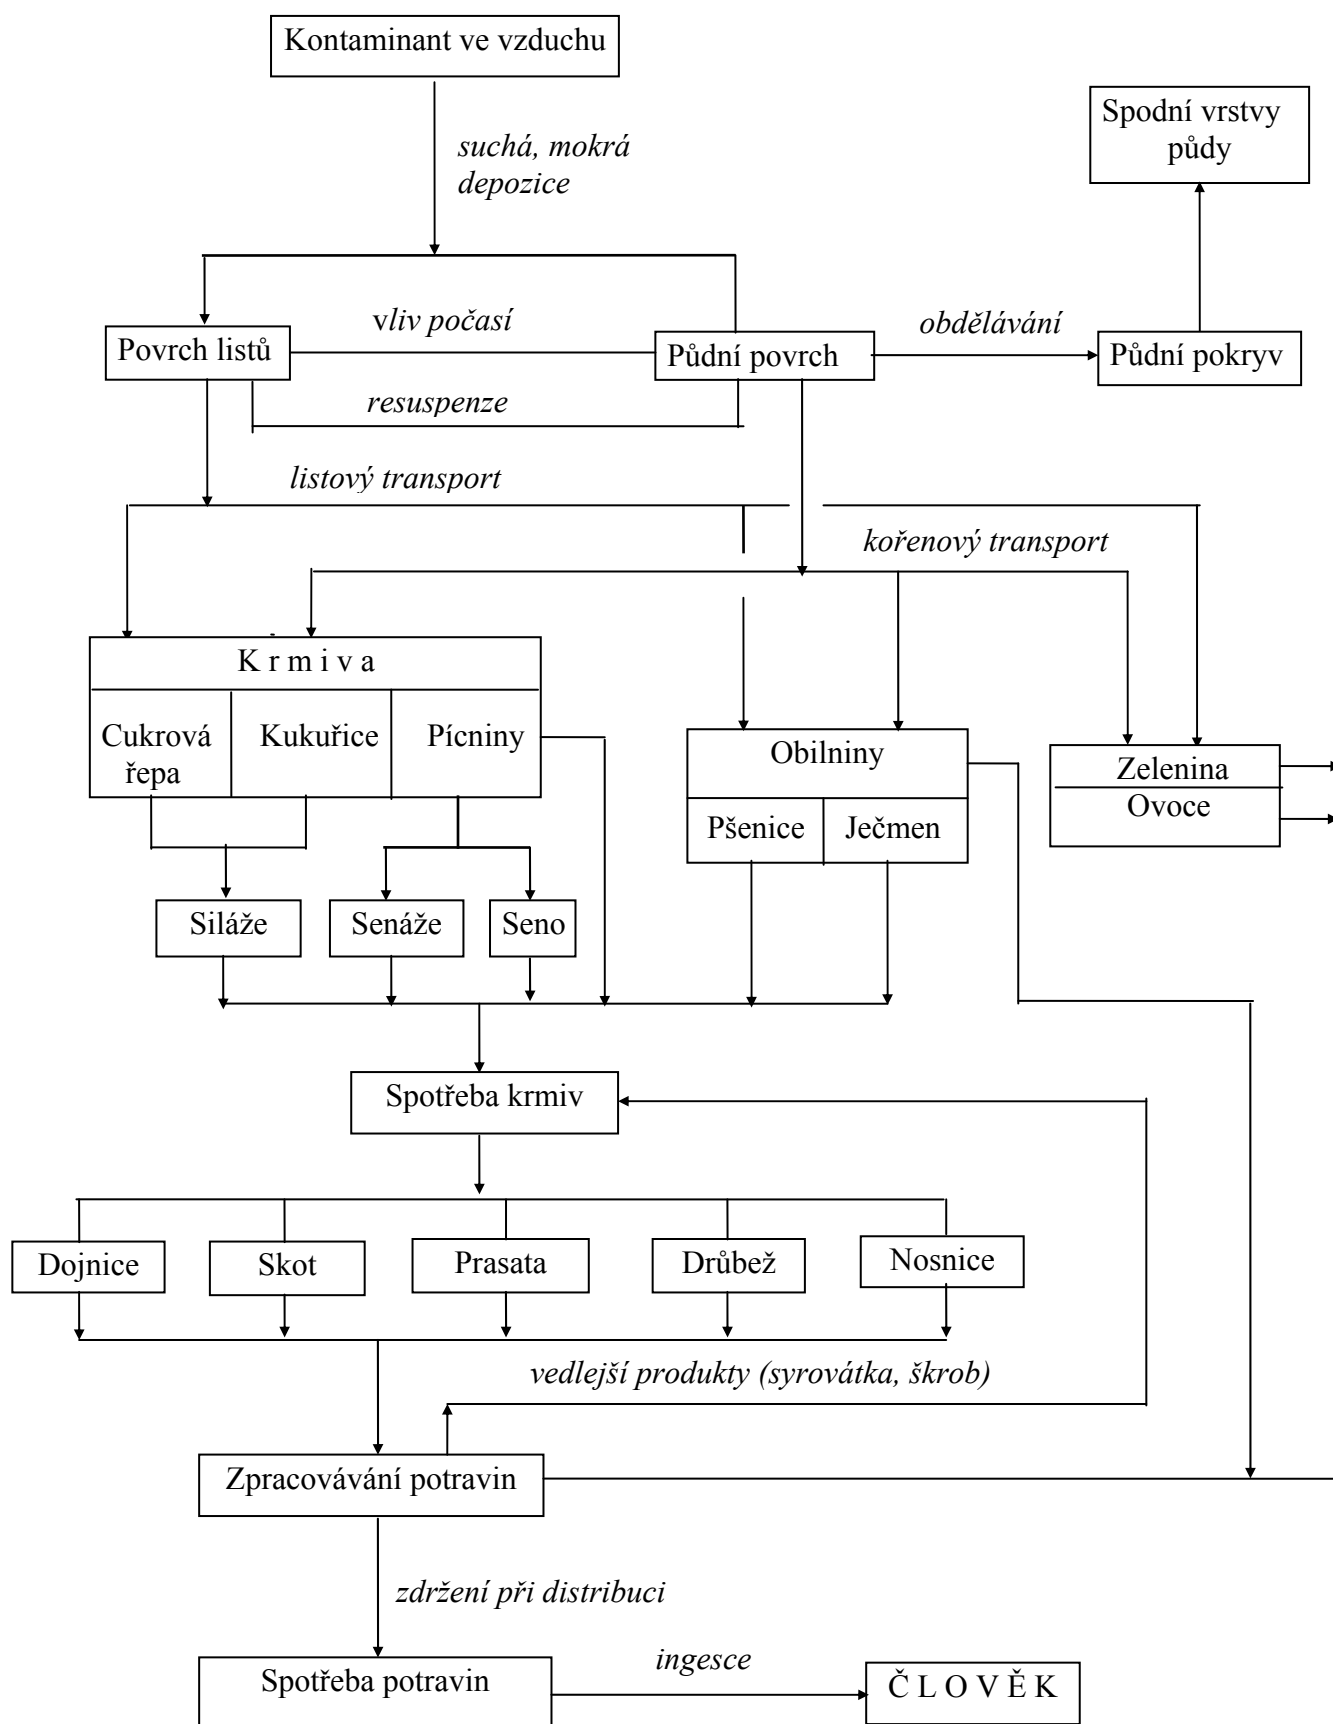 Kontaminant ve vzduchu
Spodní vrstvy
půdy
suchá, mokrá
depozice
vliv počasí
obdělávání
Povrch listů
Půdní povrch
Půdní pokryv
resuspenze
listový transport
kořenový transport
K r m i v a
Cukrová
řepa
Kukuřice
Pícniny
Obilniny
Pšenice
Ječmen
Zelenina
Ovoce
Siláže
Senáže
Seno
Spotřeba krmiv
Dojnice
Skot
Prasata
Drůbež
Nosnice
vedlejší produkty (syrovátka, škrob)
Zpracovávání potravin
zdržení při distribuci
Spotřeba potravin
ingesce
Č L O V Ě K